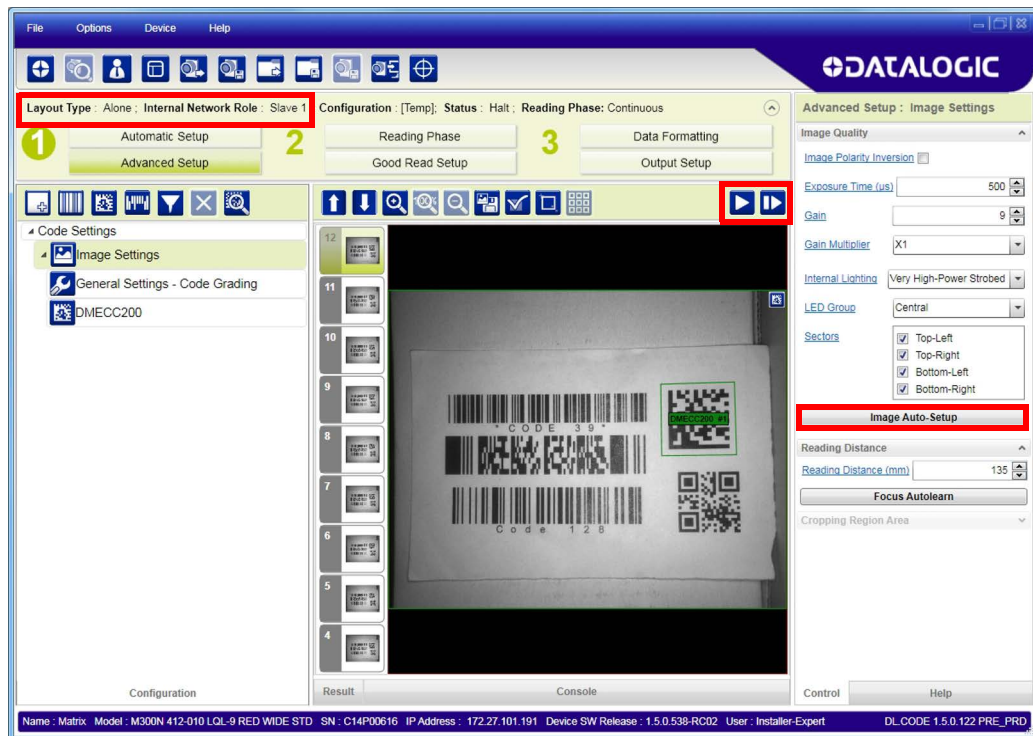 File Options Device Help
DATALOGIC
Layout Type : Alone ; Internal Network Role : Slave 1 Configuration : [Temp]; Status : Halt ; Reading Phase: Continuous
1 Automatic Setup 2 Reading Phase 3 Data Formatting
Advanced Setup Good Read Setup Output Setup
Code Settings
Image Settings
General Settings - Code Grading
DMECC200
Configuration
12
11
10
9
8
7
6
5
4
* CODE 39*
DMECC200 #1
Code 128
Result Console
Advanced Setup : Image Settings
Image Quality
Image Polarity Inversion
Exposure Time (µs) 500
Gain 9
Gain Multiplier X1
Internal Lighting Very High-Power Strobed
LED Group Central
Sectors Top-Left
Top-Right
Bottom-Left
Bottom-Right
Image Auto-Setup
Reading Distance
Reading Distance (mm) 135
Focus Autolearn
Cropping Region Area
Control Help
Name : Matrix Model : M300N 412-010 LQL-9 RED WIDE STD SN : C14P00616 IP Address : 172.27.101.191 Device SW Release : 1.5.0.538-RC02 User : Installer-Expert DL.CODE 1.5.0.122 PRE_PRD